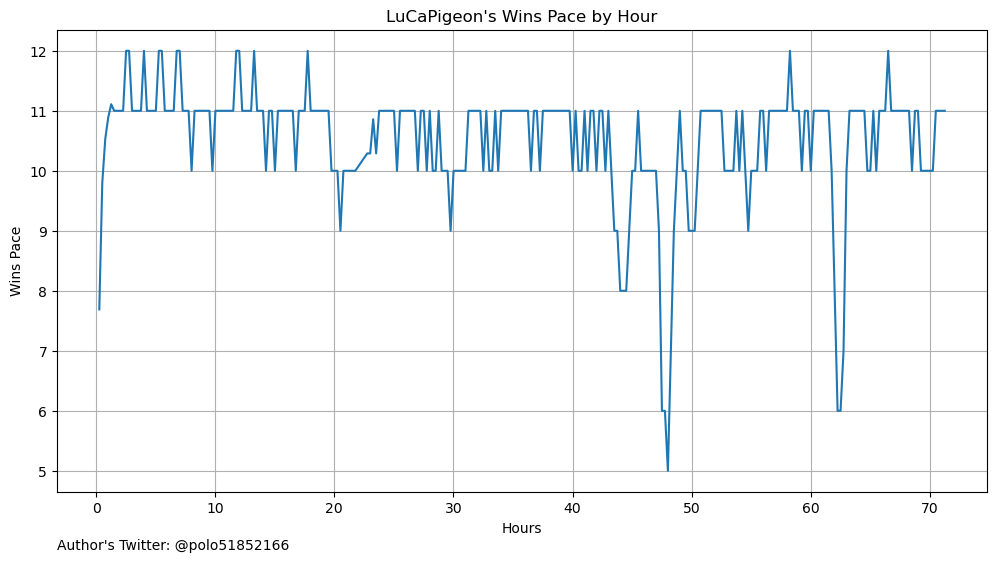 LuCaPigeon's Wins Pace by Hour
Wins Pace
12
11
10
9
8
7
6
5
0 10 20 30 40 50 60 70
Hours
Author's Twitter: @polo51852166